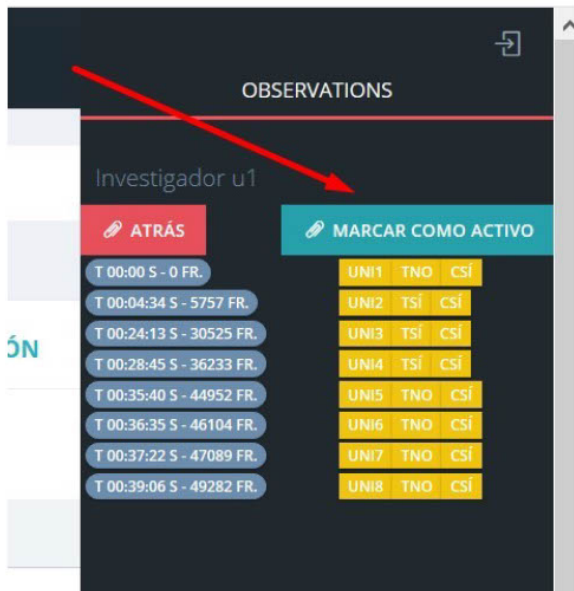 OBSERVATIONS
Investigador u1
ATRÁS MARCAR COMO ACTIVO
T 00:00 S - 0 FR. UNI1 TNO CSÍ
T 00:04:34 S - 5757 FR. UNI2 TSÍ CSÍ
T 00:24:13 S - 30525 FR. UNI3 TSÍ CSÍ
ÓN
T 00:28:45 S - 36233 FR. UNI4 TSÍ CSÍ
T 00:35:40 S - 44952 FR. UNI5 TNO CSÍ
T 00:36:35 S - 46104 FR. UNI6 TNO CSÍ
T 00:37:22 S - 47089 FR. UNI7 TNO CSÍ
T 00:39:06 S - 49282 FR. UNI8 TNO CSÍ